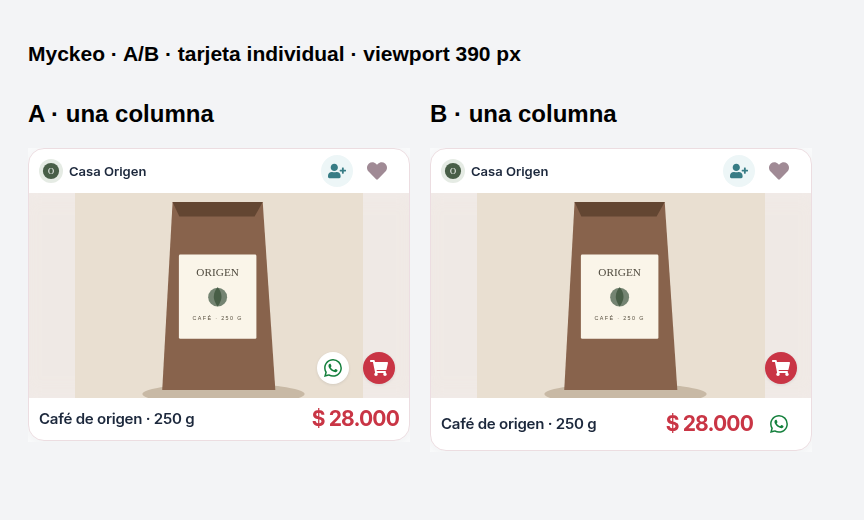 Myckeo · A/B · tarjeta individual · viewport 390 px
A · una columna
B · una columna
O Casa Origen
ORIGEN
CAFÉ · 250 G
Café de origen · 250 g $ 28.000
O Casa Origen
ORIGEN
CAFÉ · 250 G
Café de origen · 250 g $ 28.000